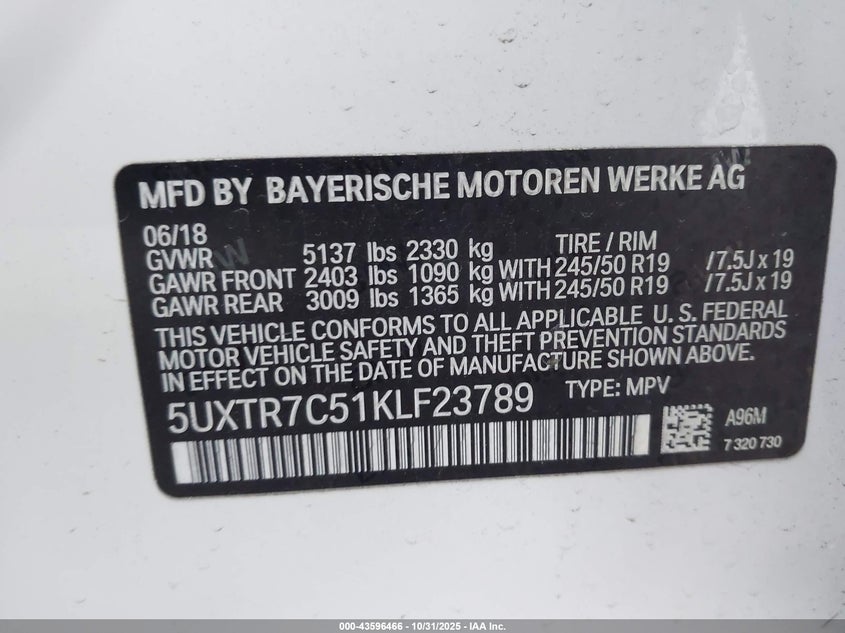 MFD BY BAYERISCHE MOTOREN WERKE AG
06/18
GVWR 5137 lbs 2330 kg TIRE / RIM
GAWR FRONT 2403 lbs 1090 kg WITH 245/50 R19 /7.5J x 19
GAWR REAR 3009 lbs 1365 kg WITH 245/50 R19 /7.5J x 19
THIS VEHICLE CONFORMS TO ALL APPLICABLE U. S. FEDERAL
MOTOR VEHICLE SAFETY AND THEFT PREVENTION STANDARDS
IN EFFECT ON THE DATE OF MANUFACTURE SHOWN ABOVE.
5UXTR7C51KLF23789 TYPE: MPV
A96M
7 320 730
000-43596466 - 10/31/2025 - IAA Inc.